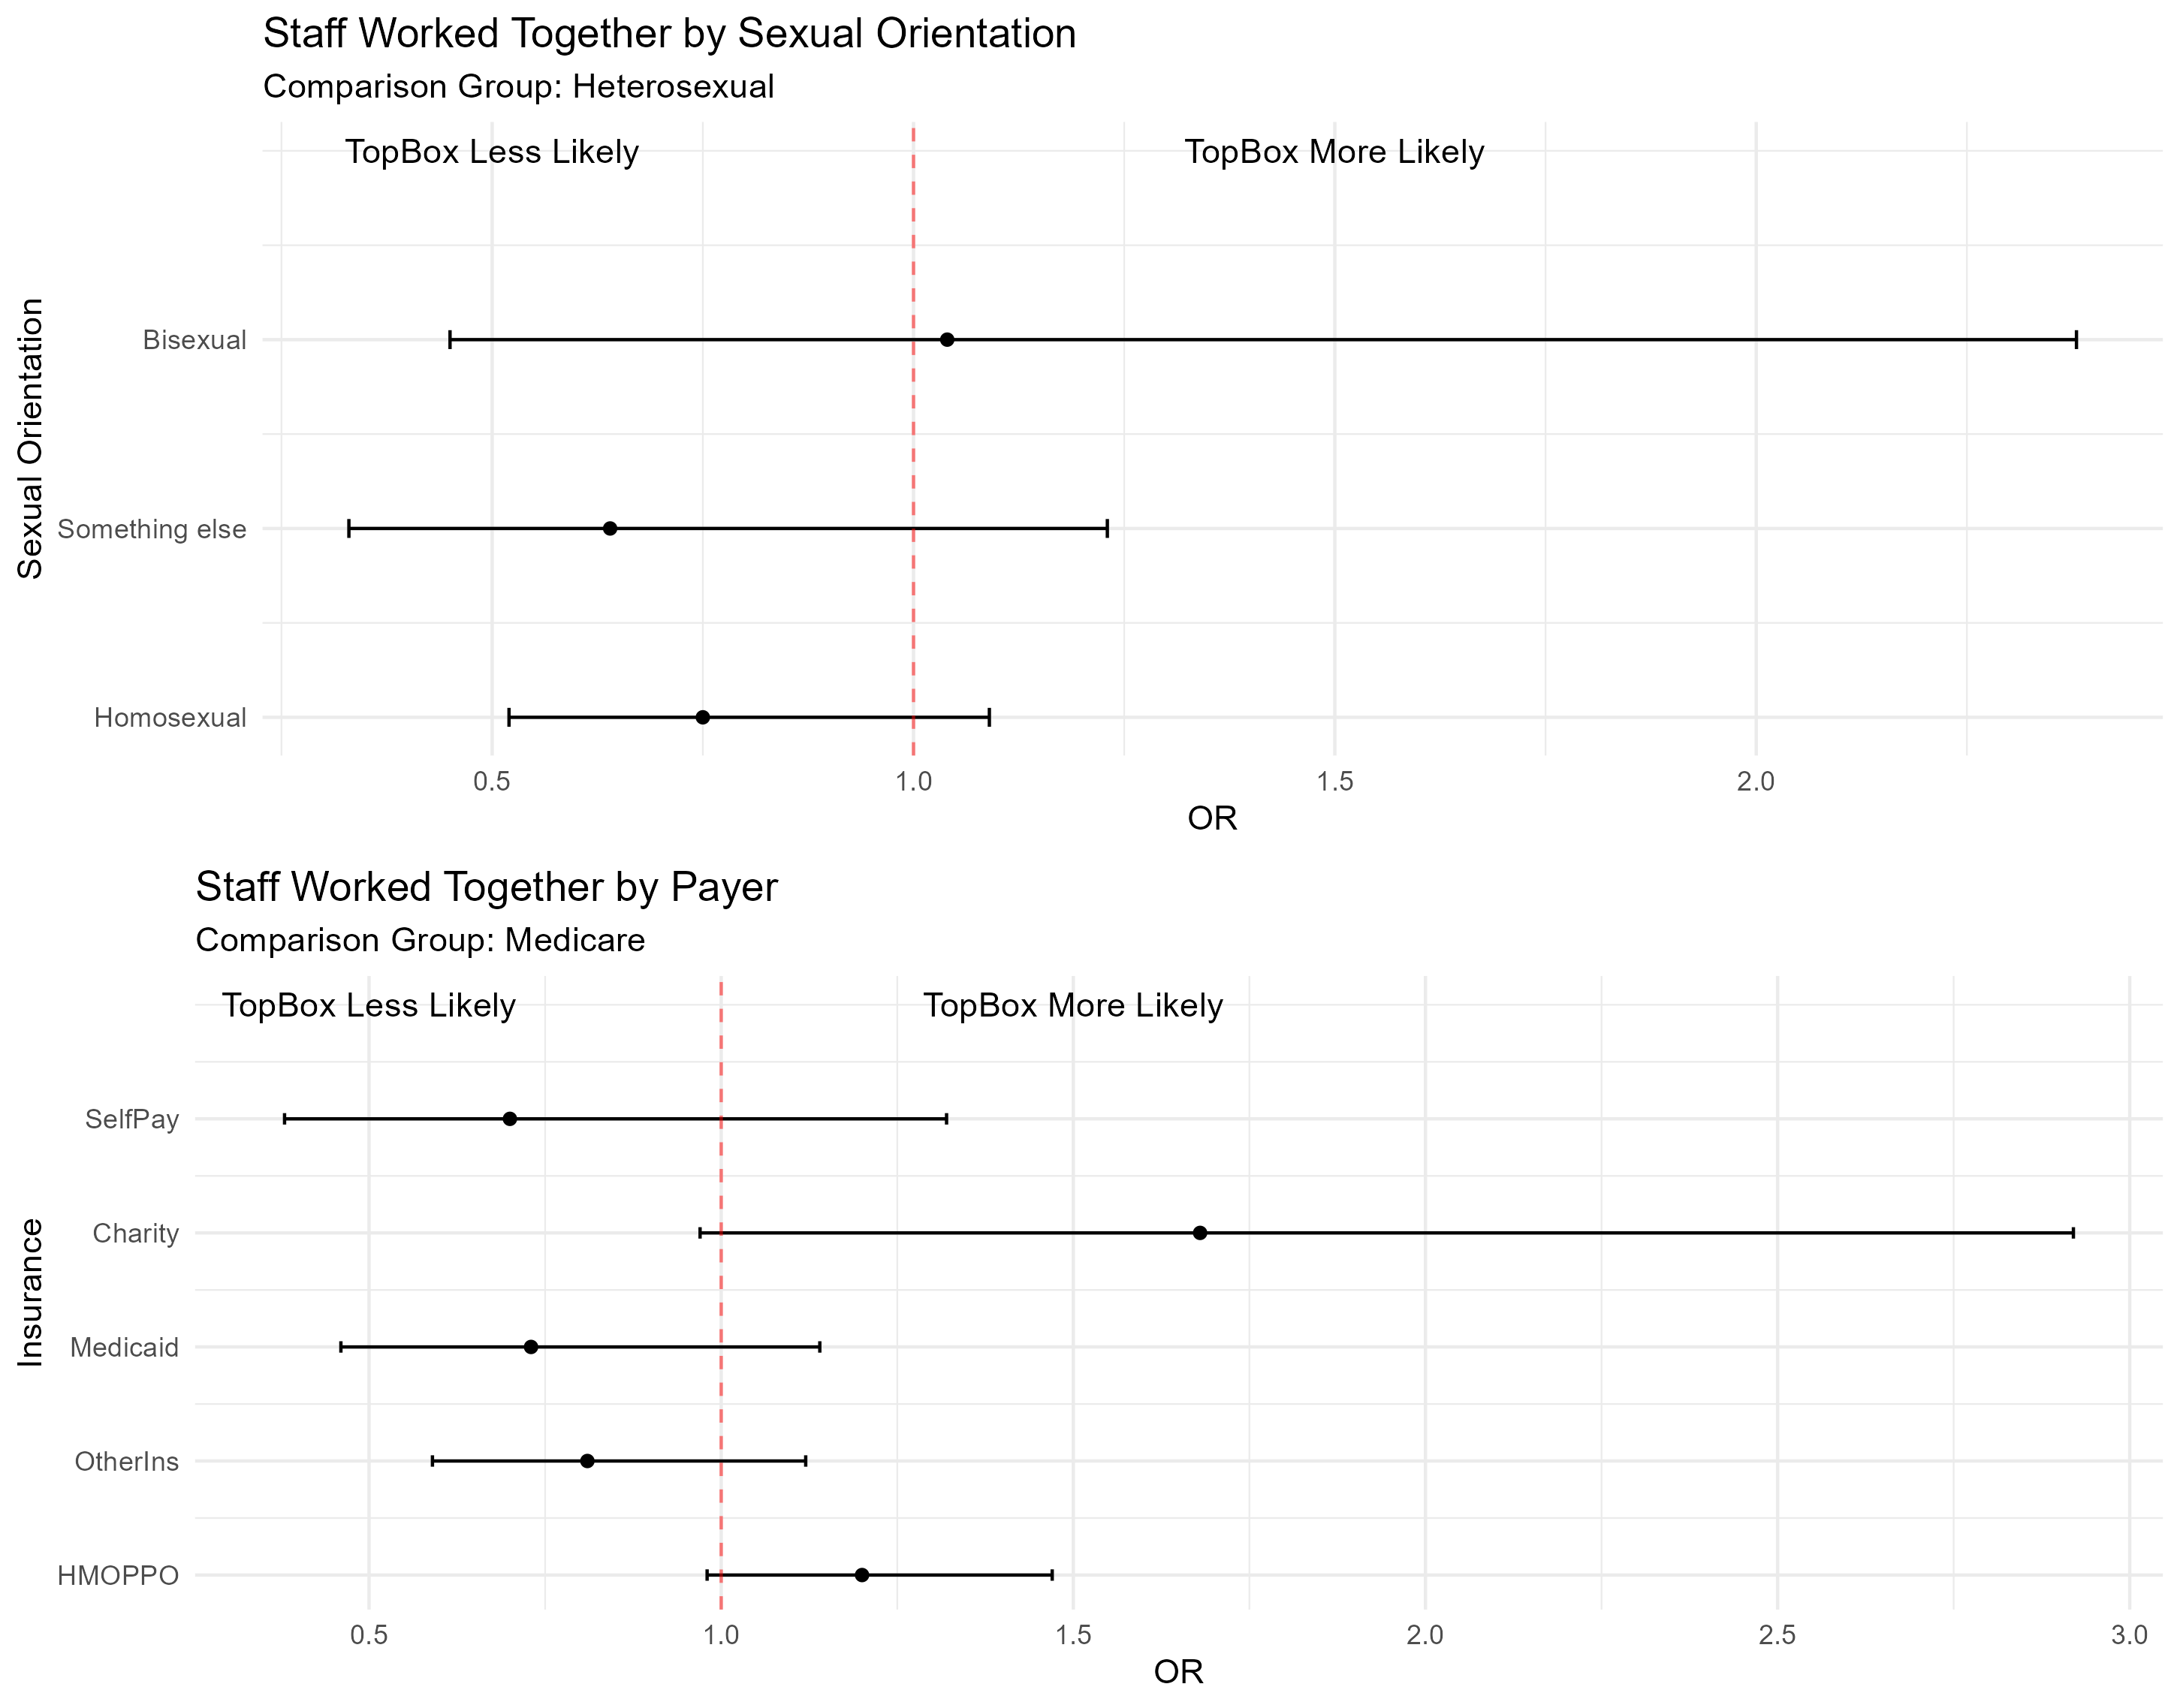 Staff Worked Together by Sexual Orientation
Comparison Group: Heterosexual
TopBox Less Likely
TopBox More Likely
Sexual Orientation
Bisexual
Something else
Homosexual
0.5
1.0
1.5
2.0
OR
Staff Worked Together by Payer
Comparison Group: Medicare
TopBox Less Likely
TopBox More Likely
Insurance
SelfPay
Charity
Medicaid
OtherIns
HMOPPO
0.5
1.0
1.5
2.0
2.5
3.0
OR